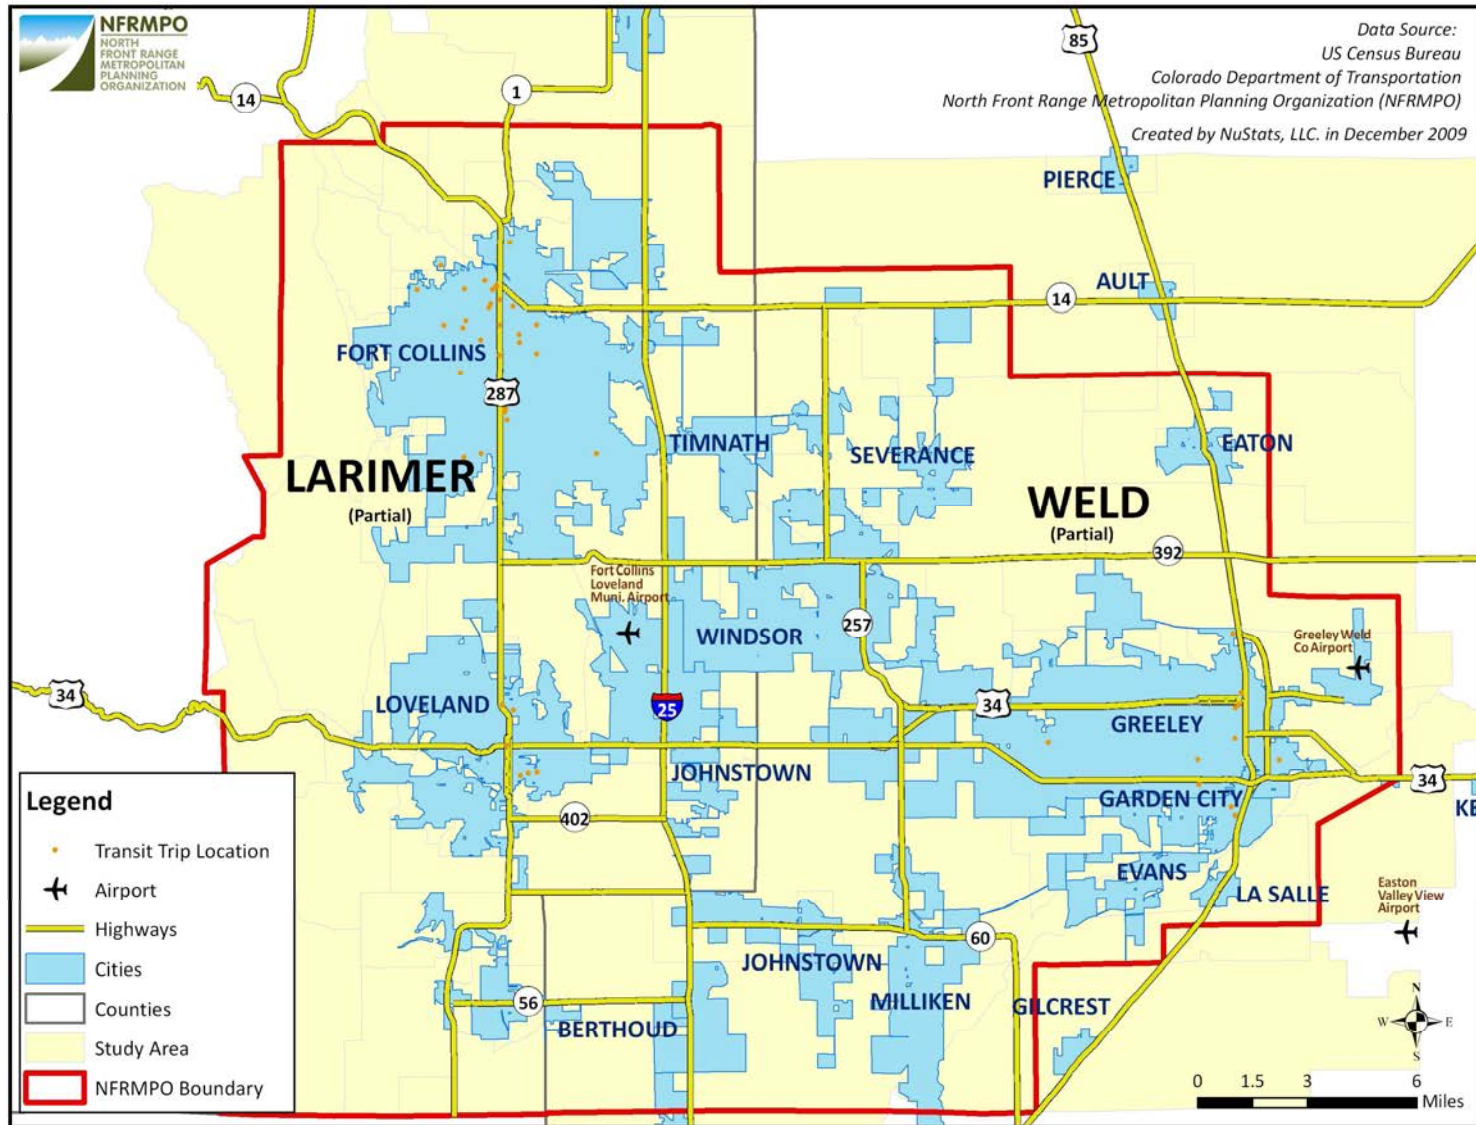 NFRMPO
NORTH
FRONT RANGE
METROPOLITAN
PLANNING
ORGANIZATION
Data Source:
US Census Bureau
Colorado Department of Transportation
North Front Range Metropolitan Planning Organization (NFRMPO)
Created by NuStats, LLC. in December 2009
85
14
1
PIERCE
AULT
14
FORT COLLINS
287
TIMNATH
SEVERANCE
EATON
LARIMER
(Partial)
WELD
(Partial)
392
Fort Collins
Loveland
Muni. Airport
WINDSOR
257
Greeley Weld
Co Airport
34
LOVELAND
25
34
GREELEY
JOHNSTOWN
GARDEN CITY
34
KE
402
EVANS
LA SALLE
Easton
Valley View
Airport
60
JOHNSTOWN
MILLIKEN
GILCREST
56
BERTHOUD
Legend
Transit Trip Location
Airport
Highways
Cities
Counties
Study Area
NFRMPO Boundary
N
W E
S
0 1.5 3 6
Miles